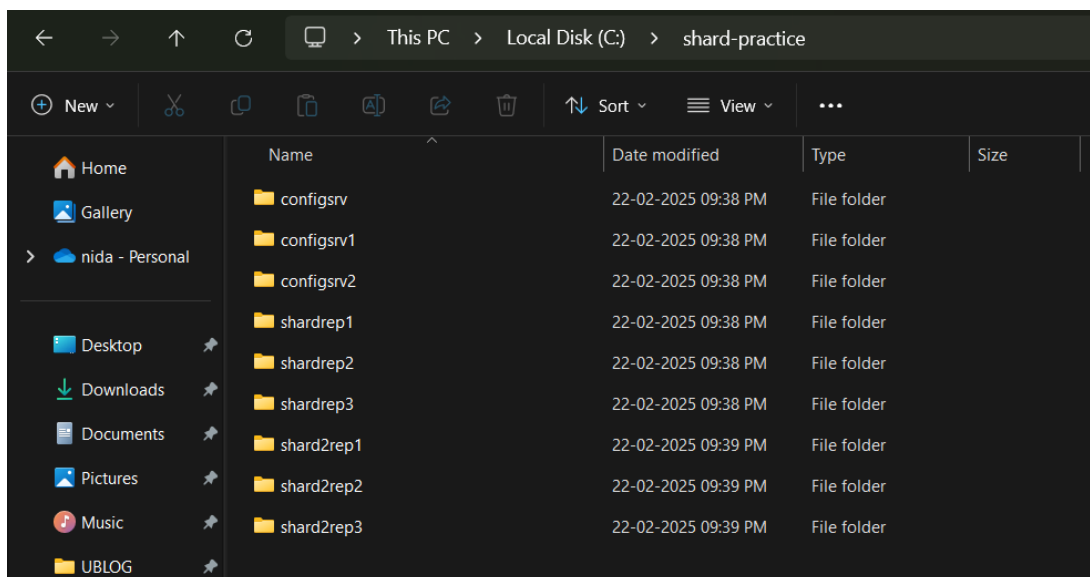 This PC > Local Disk (C:) > shard-practice
New Sort View ...
Name Date modified Type Size
Home
Gallery
nida - Personal
Desktop
Downloads
Documents
Pictures
Music
UBLOG
configsrv 22-02-2025 09:38 PM File folder
configsrv1 22-02-2025 09:38 PM File folder
configsrv2 22-02-2025 09:38 PM File folder
shardrep1 22-02-2025 09:38 PM File folder
shardrep2 22-02-2025 09:38 PM File folder
shardrep3 22-02-2025 09:38 PM File folder
shard2rep1 22-02-2025 09:39 PM File folder
shard2rep2 22-02-2025 09:39 PM File folder
shard2rep3 22-02-2025 09:39 PM File folder